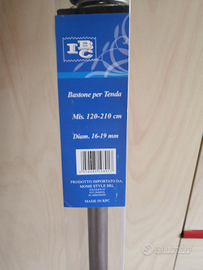 IBC
Bastone per Tenda
Mis. 120-210 cm
Diam. 16-19 mm
PRODOTTO IMPORTATO DA:
HOME STYLE SRL
MADE IN RPC